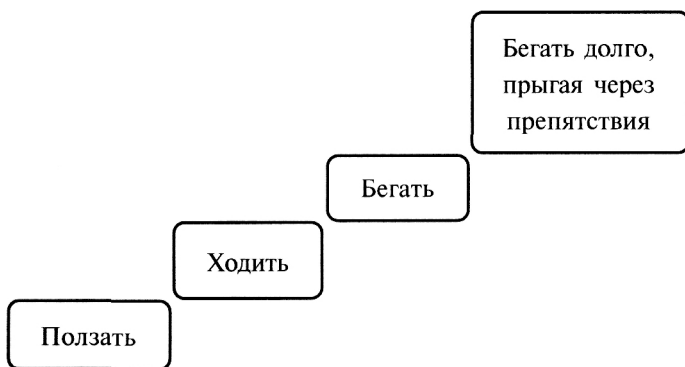 Бегать долго,
прыгая через
препятствия
Бегать
Ходить
Ползать